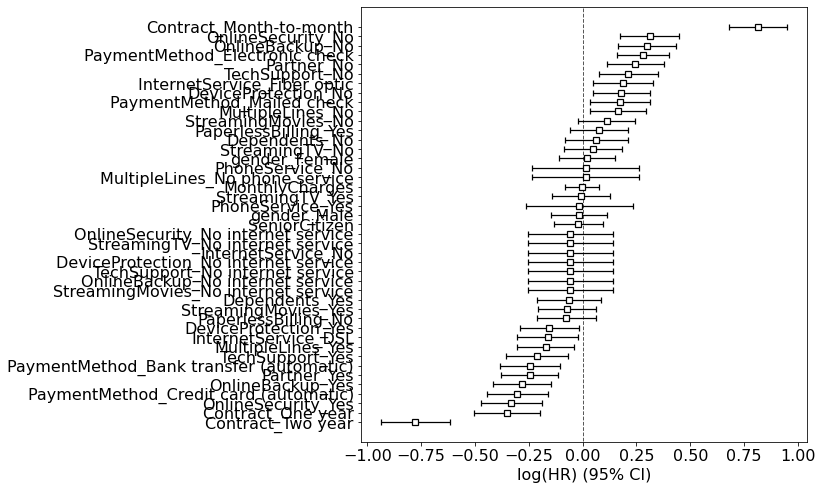 Contract_Month-to-month
OnlineSecurity_No
OnlineBackup_No
PaymentMethod_Electronic check
Partner_No
TechSupport_No
InternetService_Fiber optic
DeviceProtection_No
PaymentMethod_Mailed check
MultipleLines_No
StreamingMovies_No
PaperlessBilling_Yes
Dependents_No
StreamingTV_No
gender_Female
PhoneService_No
MultipleLines_No phone service
MonthlyCharges
StreamingTV_Yes
PhoneService_Yes
gender_Male
SeniorCitizen
OnlineSecurity_No internet service
StreamingTV_No internet service
InternetService_No
DeviceProtection_No internet service
TechSupport_No internet service
OnlineBackup_No internet service
StreamingMovies_No internet service
Dependents_Yes
StreamingMovies_Yes
PaperlessBilling_No
DeviceProtection_Yes
InternetService_DSL
MultipleLines_Yes
TechSupport_Yes
PaymentMethod_Bank transfer (automatic)
Partner_Yes
OnlineBackup_Yes
PaymentMethod_Credit card (automatic)
OnlineSecurity_Yes
Contract_One year
Contract_Two year
−1.00 −0.75 −0.50 −0.25 0.00 0.25 0.50 0.75 1.00
log(HR) (95% CI)